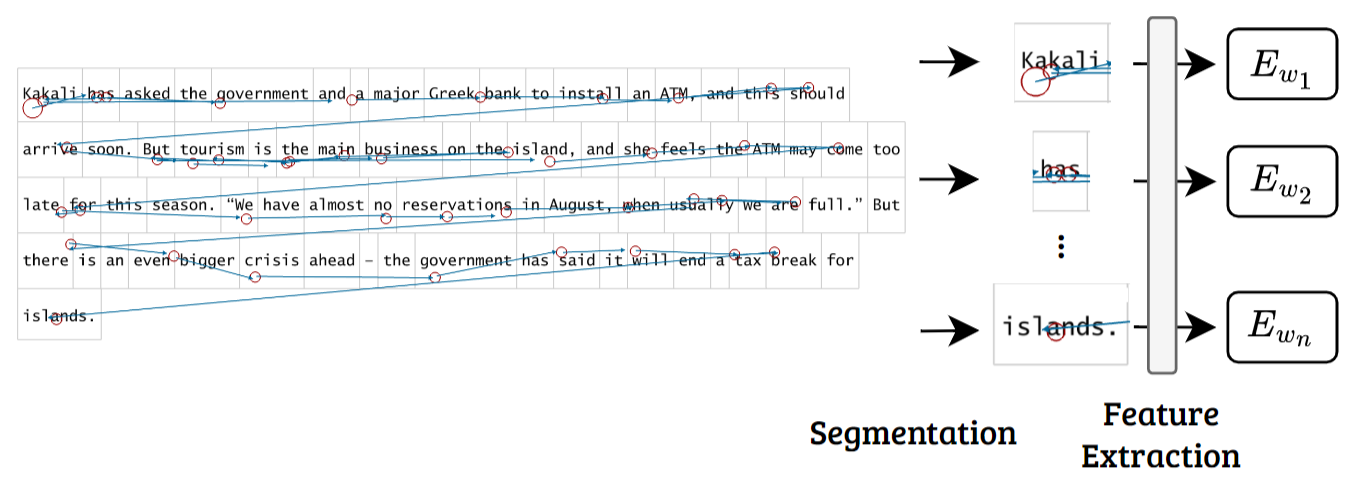 Kakali has asked the government and a major Greek bank to install an ATM, and this should
arrive soon. But tourism is the main business on the island, and she feels the ATM may come too
late for this season. “We have almost no reservations in August, when usually we are full.” But
there is an even bigger crisis ahead – the government has said it will end a tax break for
islands.
Kakali
has
islands.
E_{w_1}
E_{w_2}
E_{w_n}
Segmentation
Feature
Extraction